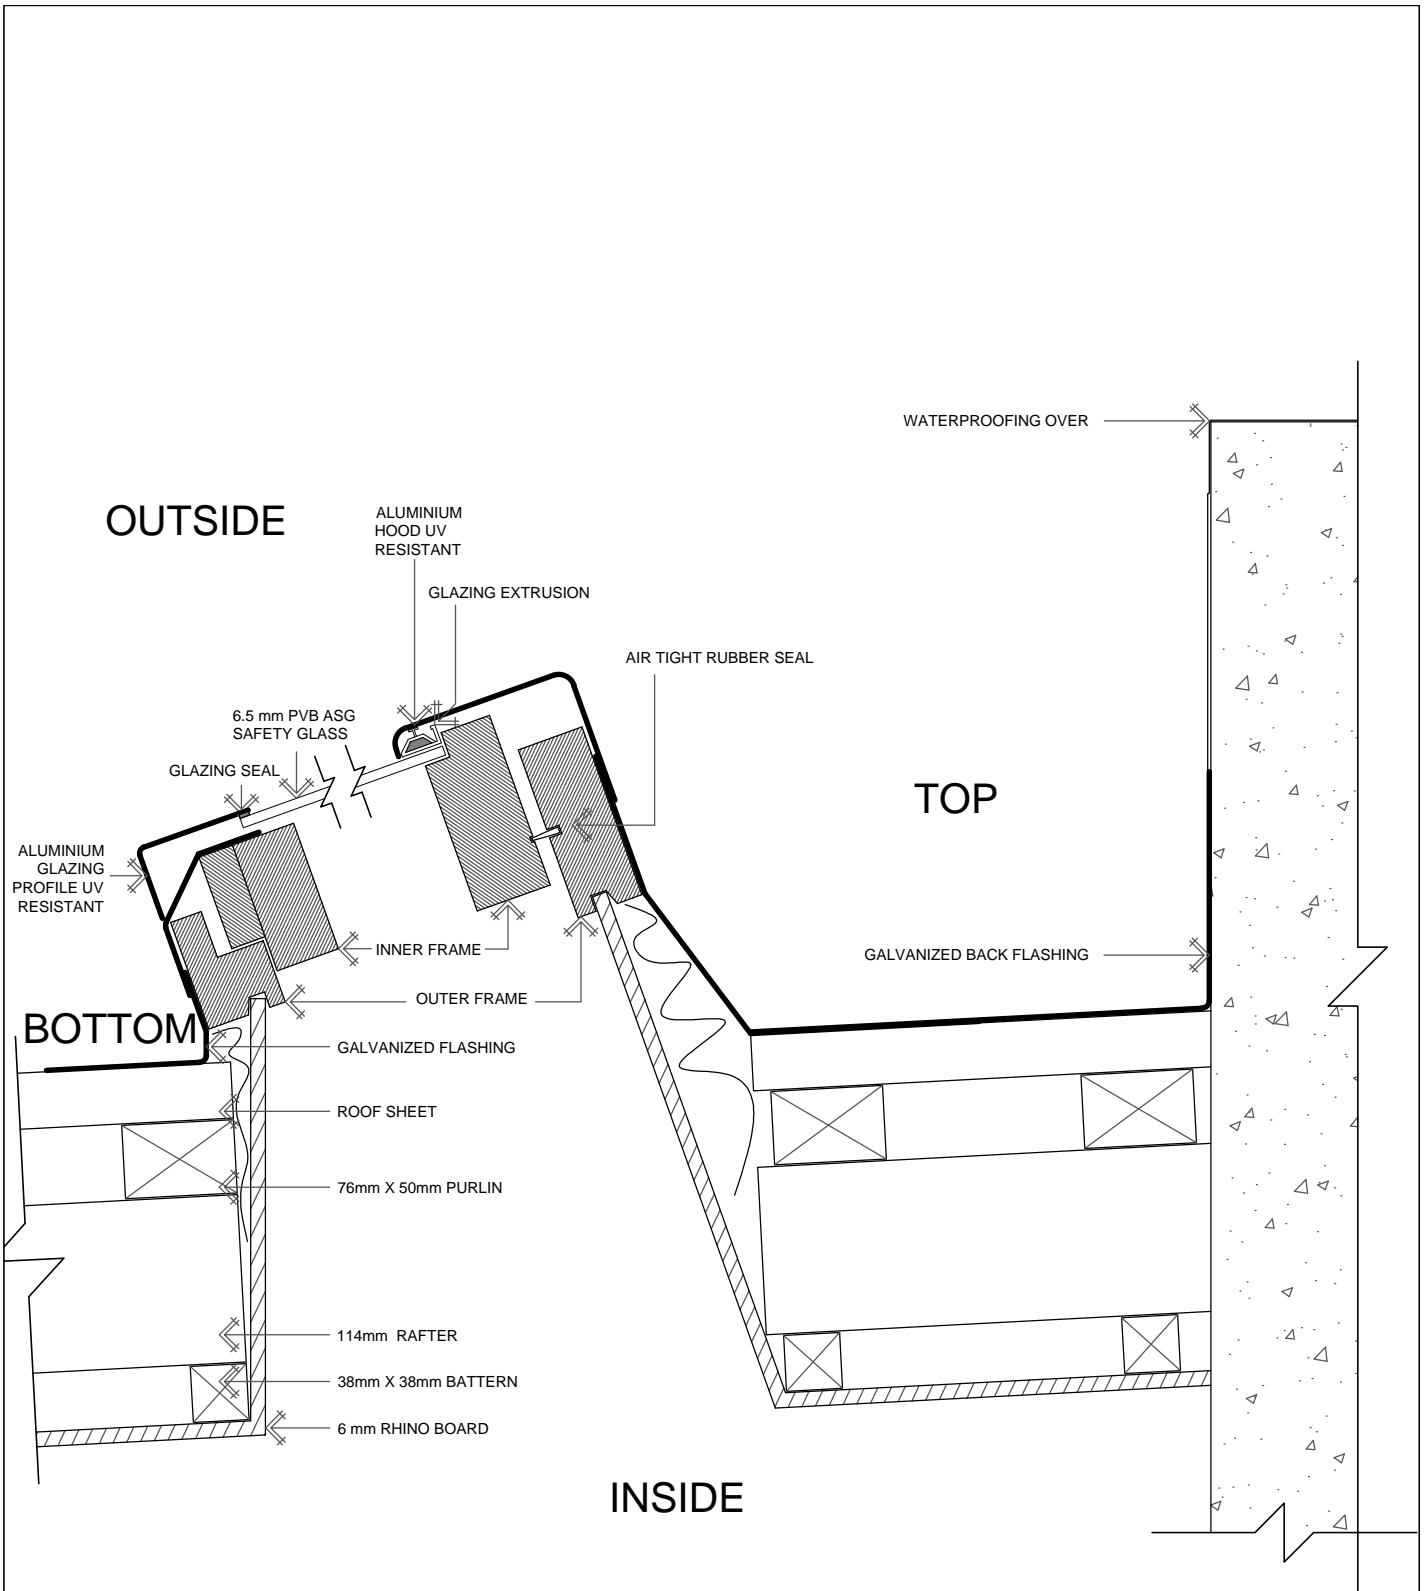 WATERPROOFING OVER
OUTSIDE
ALUMINIUM
HOOD UV
RESISTANT
GLAZING EXTRUSION
AIR TIGHT RUBBER SEAL
6.5 mm PVB ASG
SAFETY GLASS
GLAZING SEAL
TOP
ALUMINIUM
GLAZING
PROFILE UV
RESISTANT
INNER FRAME
GALVANIZED BACK FLASHING
OUTER FRAME
BOTTOM
GALVANIZED FLASHING
ROOF SHEET
76mm X 50mm PURLIN
114mm  RAFTER
38mm X 38mm BATTERN
6 mm RHINO BOARD
INSIDE